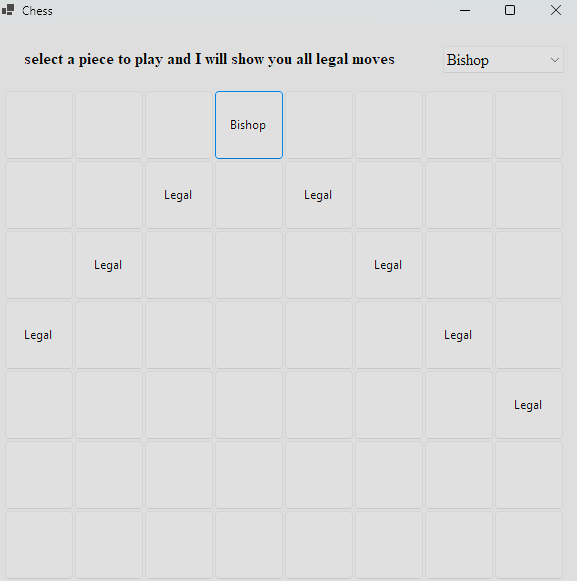 Chess
select a piece to play and I will show you all legal moves
Bishop
Bishop
Legal Legal
Legal Legal
Legal Legal
Legal